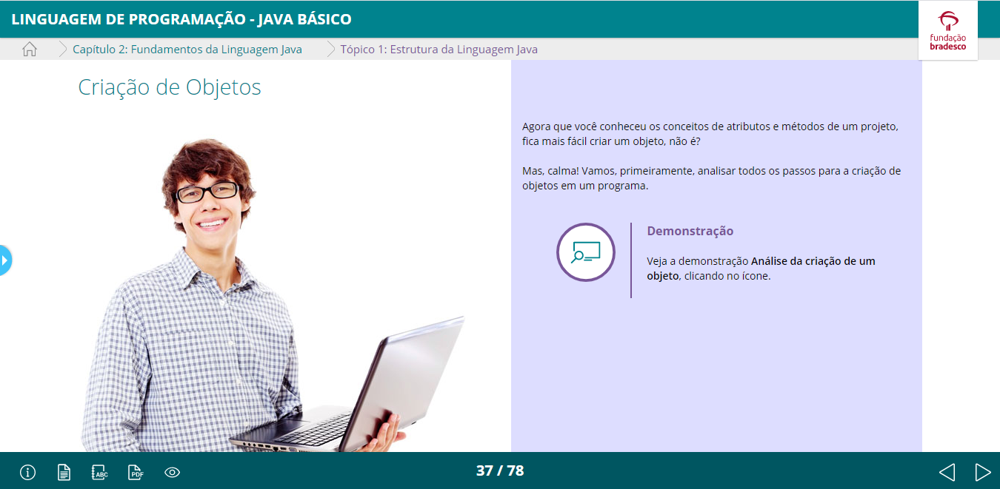 LINGUAGEM DE PROGRAMAÇÃO - JAVA BÁSICO
fundação
bradesco
Capítulo 2: Fundamentos da Linguagem Java
Tópico 1: Estrutura da Linguagem Java
Criação de Objetos
Agora que você conheceu os conceitos de atributos e métodos de um projeto,
fica mais fácil criar um objeto, não é?
Mas, calma! Vamos, primeiramente, analisar todos os passos para a criação de
objetos em um programa.
Demonstração
Veja a demonstração Análise da criação de um
objeto, clicando no ícone.
ABC
PDF
37 / 78